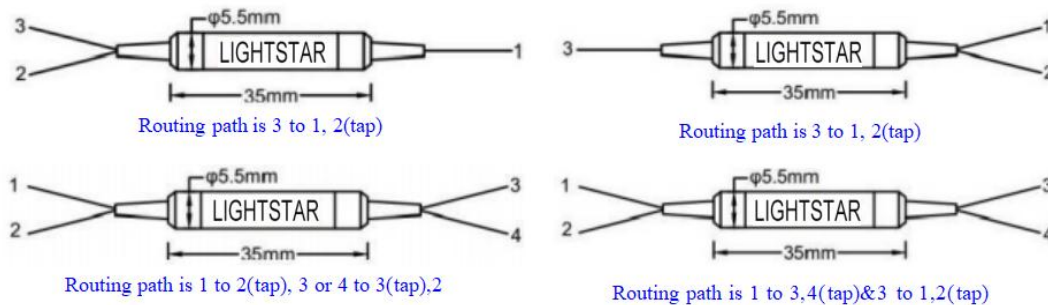 φ5.5mm
3
2
LIGHTSTAR
1
35mm
Routing path is 3 to 1, 2(tap)
φ5.5mm
3
LIGHTSTAR
1
2
35mm
Routing path is 3 to 1, 2(tap)
φ5.5mm
1
2
LIGHTSTAR
3
4
35mm
Routing path is 1 to 2(tap), 3 or 4 to 3(tap),2
φ5.5mm
1
2
LIGHTSTAR
3
4
35mm
Routing path is 1 to 3,4(tap)&3 to 1,2(tap)